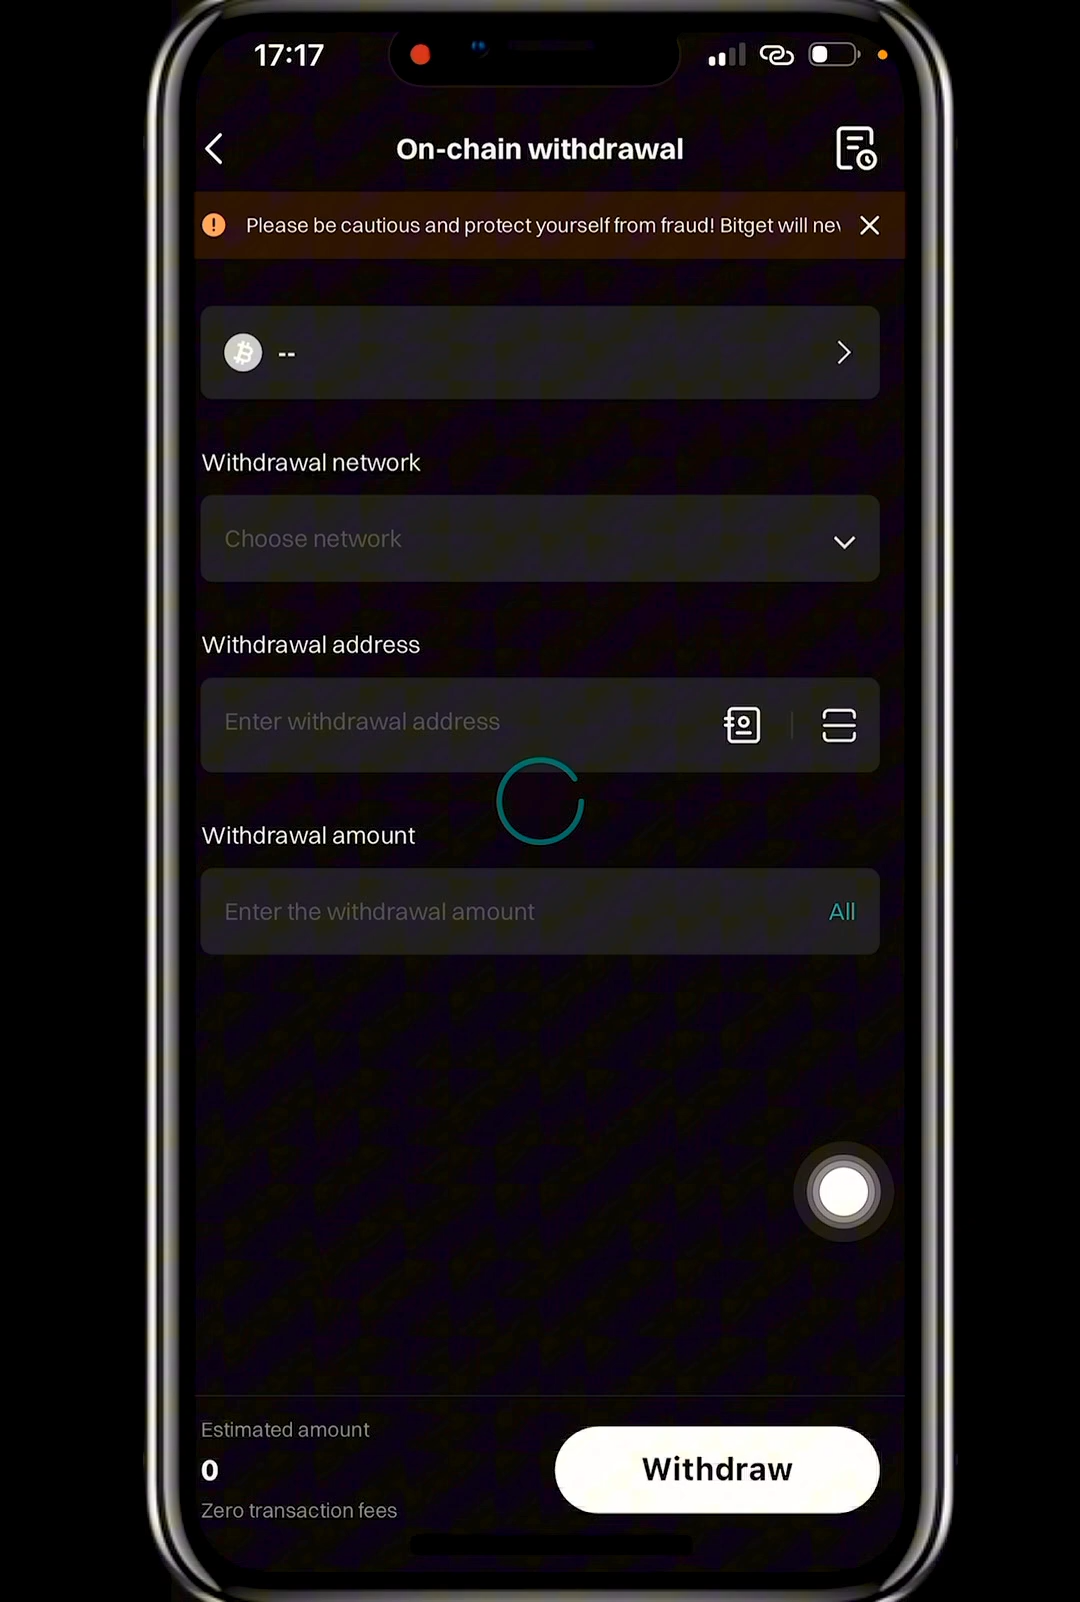 17:17
On-chain withdrawal
Please be cautious and protect yourself from fraud! Bitget will nev
--
Withdrawal network
Choose network
Withdrawal address
Enter withdrawal address
Withdrawal amount
Enter the withdrawal amount
All
Estimated amount
0
Withdraw
Zero transaction fees